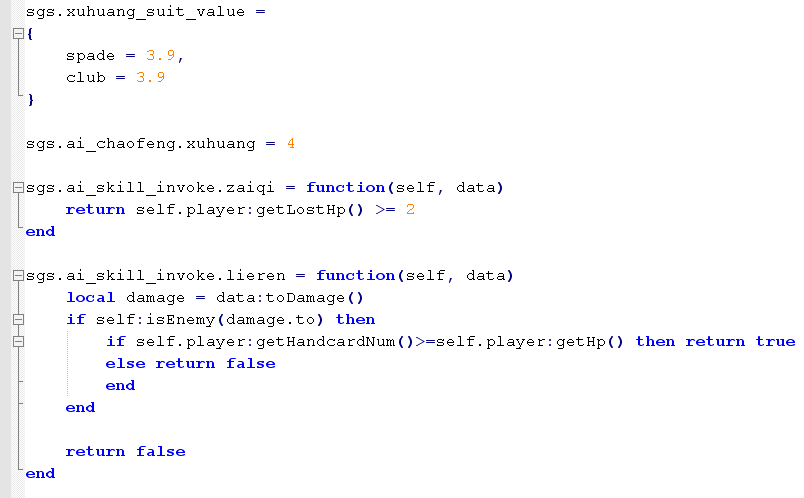 sgs.xuhuang_suit_value =
{
    spade = 3.9,
    club = 3.9
}

sgs.ai_chaofeng.xuhuang = 4

sgs.ai_skill_invoke.zaiqi = function(self, data)
    return self.player:getLostHp() >= 2
end

sgs.ai_skill_invoke.lieren = function(self, data)
    local damage = data:toDamage()
    if self:isEnemy(damage.to) then
        if self.player:getHandcardNum()>=self.player:getHp() then return true
        else return false
        end
    end

    return false
end